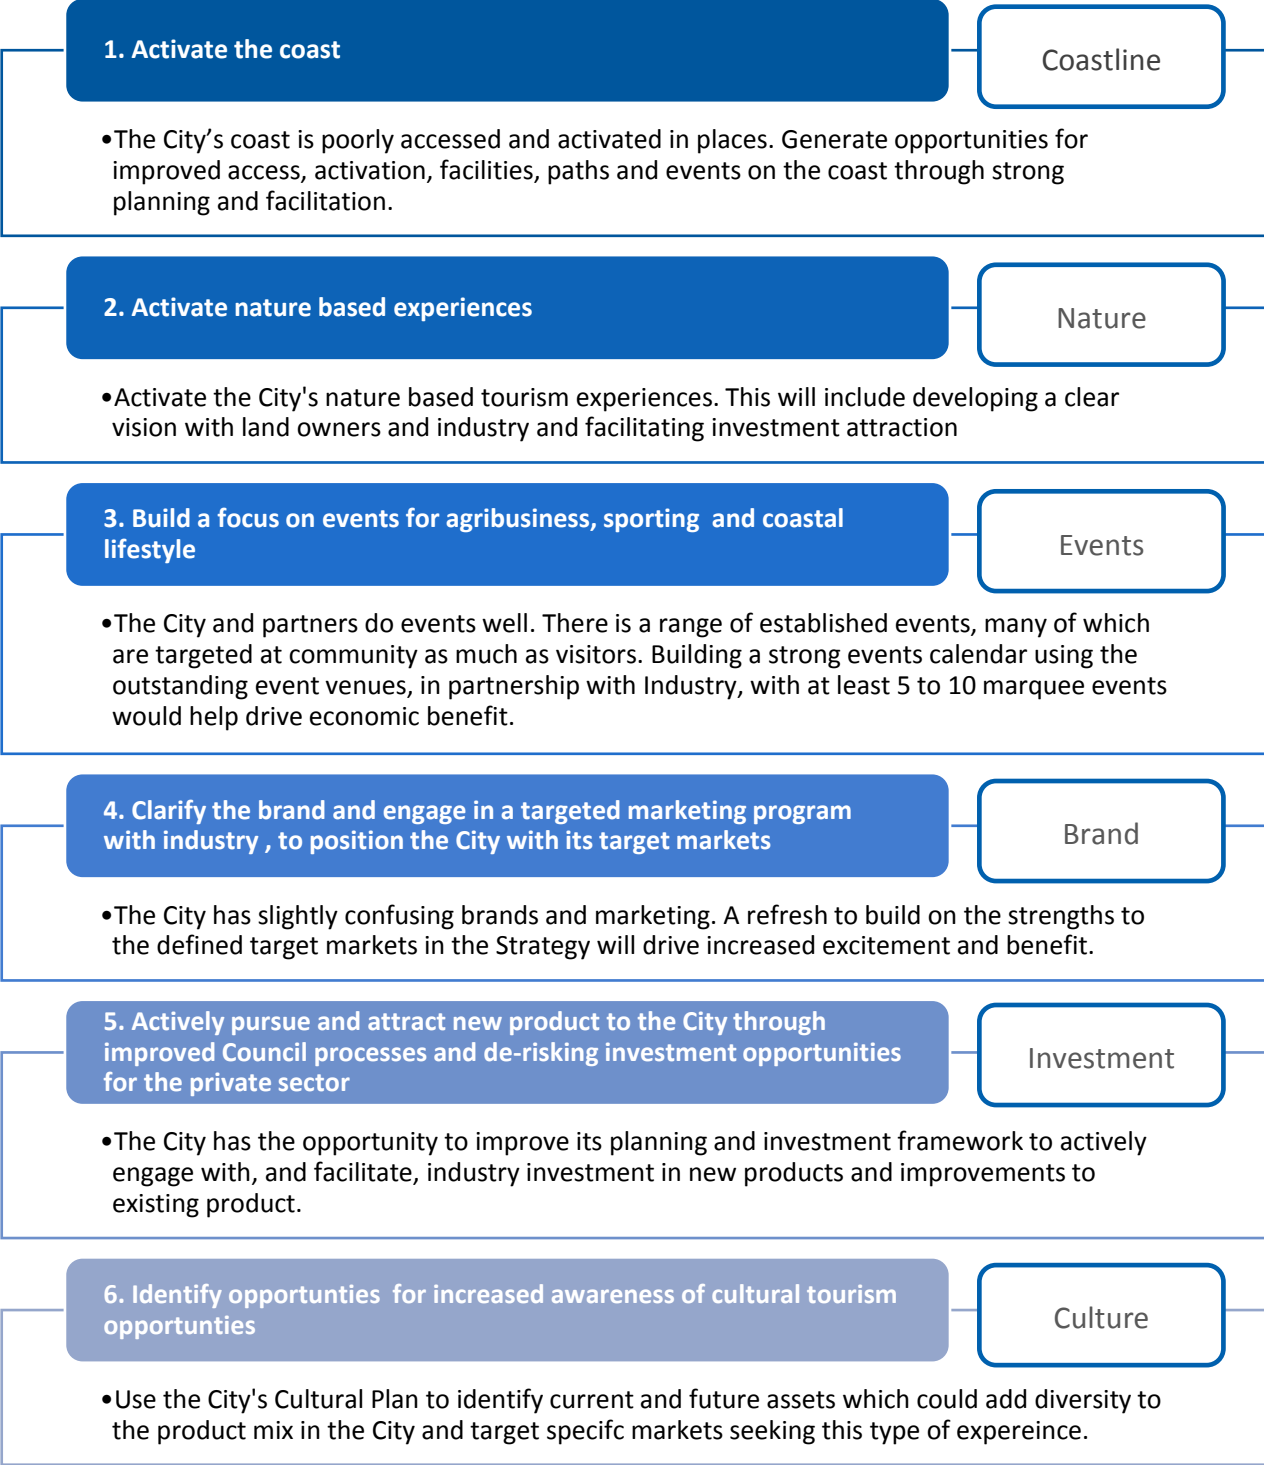 1. Activate the coast
Coastline
•The City’s coast is poorly accessed and activated in places. Generate opportunities for
improved access, activation, facilities, paths and events on the coast through strong
planning and facilitation.
2. Activate nature based experiences
Nature
•Activate the City's nature based tourism experiences. This will include developing a clear
vision with land owners and industry and facilitating investment attraction
3. Build a focus on events for agribusiness, sporting  and coastal
lifestyle
Events
•The City and partners do events well. There is a range of established events, many of which
are targeted at community as much as visitors. Building a strong events calendar using the
outstanding event venues, in partnership with Industry, with at least 5 to 10 marquee events
would help drive economic benefit.
4. Clarify the brand and engage in a targeted marketing program
with industry , to position the City with its target markets
Brand
•The City has slightly confusing brands and marketing. A refresh to build on the strengths to
the defined target markets in the Strategy will drive increased excitement and benefit.
5. Actively pursue and attract new product to the City through
improved Council processes and de-risking investment opportunities
for the private sector
Investment
•The City has the opportunity to improve its planning and investment framework to actively
engage with, and facilitate, industry investment in new products and improvements to
existing product.
6. Identify opportunties  for increased awareness of cultural tourism
opportunties
Culture
•Use the City's Cultural Plan to identify current and future assets which could add diversity to
the product mix in the City and target specifc markets seeking this type of expereince.